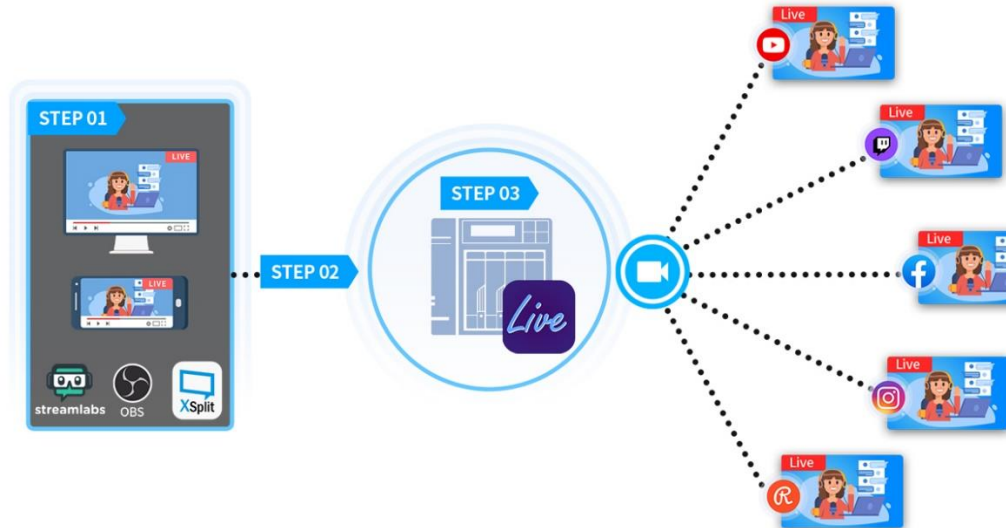 STEP 01
LIVE
LIVE
streamlabs
OBS
XSplit
STEP 02
STEP 03
Live
Live
Live
Live
Live
Live